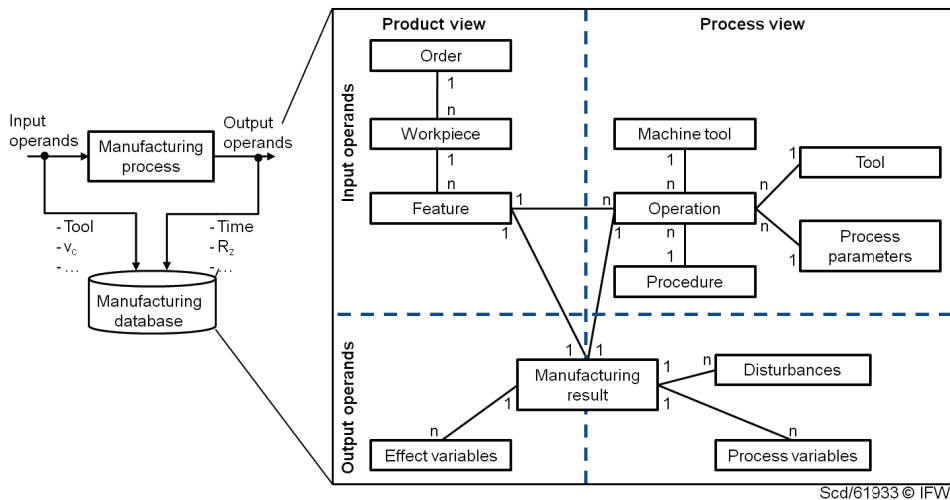 Product view
Process view
Input operands
Output operands
Input
operands
Output
operands
Manufacturing
process
- Tool
- vc
- ...
- Time
- Rz
- ...
Manufacturing
database
Order
1
n
Workpiece
1
n
Feature
1
n
1
Machine tool
1
n
Operation
n
1
Tool
n
1
Process
parameters
1
n
1
Procedure
1
1
Manufacturing
result
1
n
Disturbances
1
n
Process variables
1
n
Effect variables
Scd/61933 © IFW